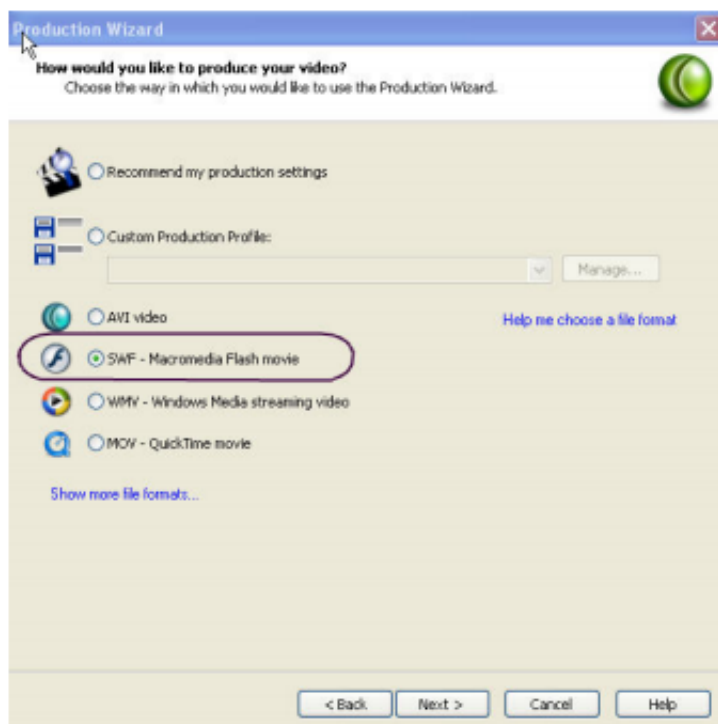 Production Wizard
How would you like to produce your video?
Choose the way in which you would like to use the Production Wizard.
Recommend my production settings
Custom Production Profile:
Manage...
AVI video
Help me choose a file format
SWF - Macromedia Flash movie
WMV - Windows Media streaming video
MOV - QuickTime movie
Show more file formats...
< Back
Next >
Cancel
Help